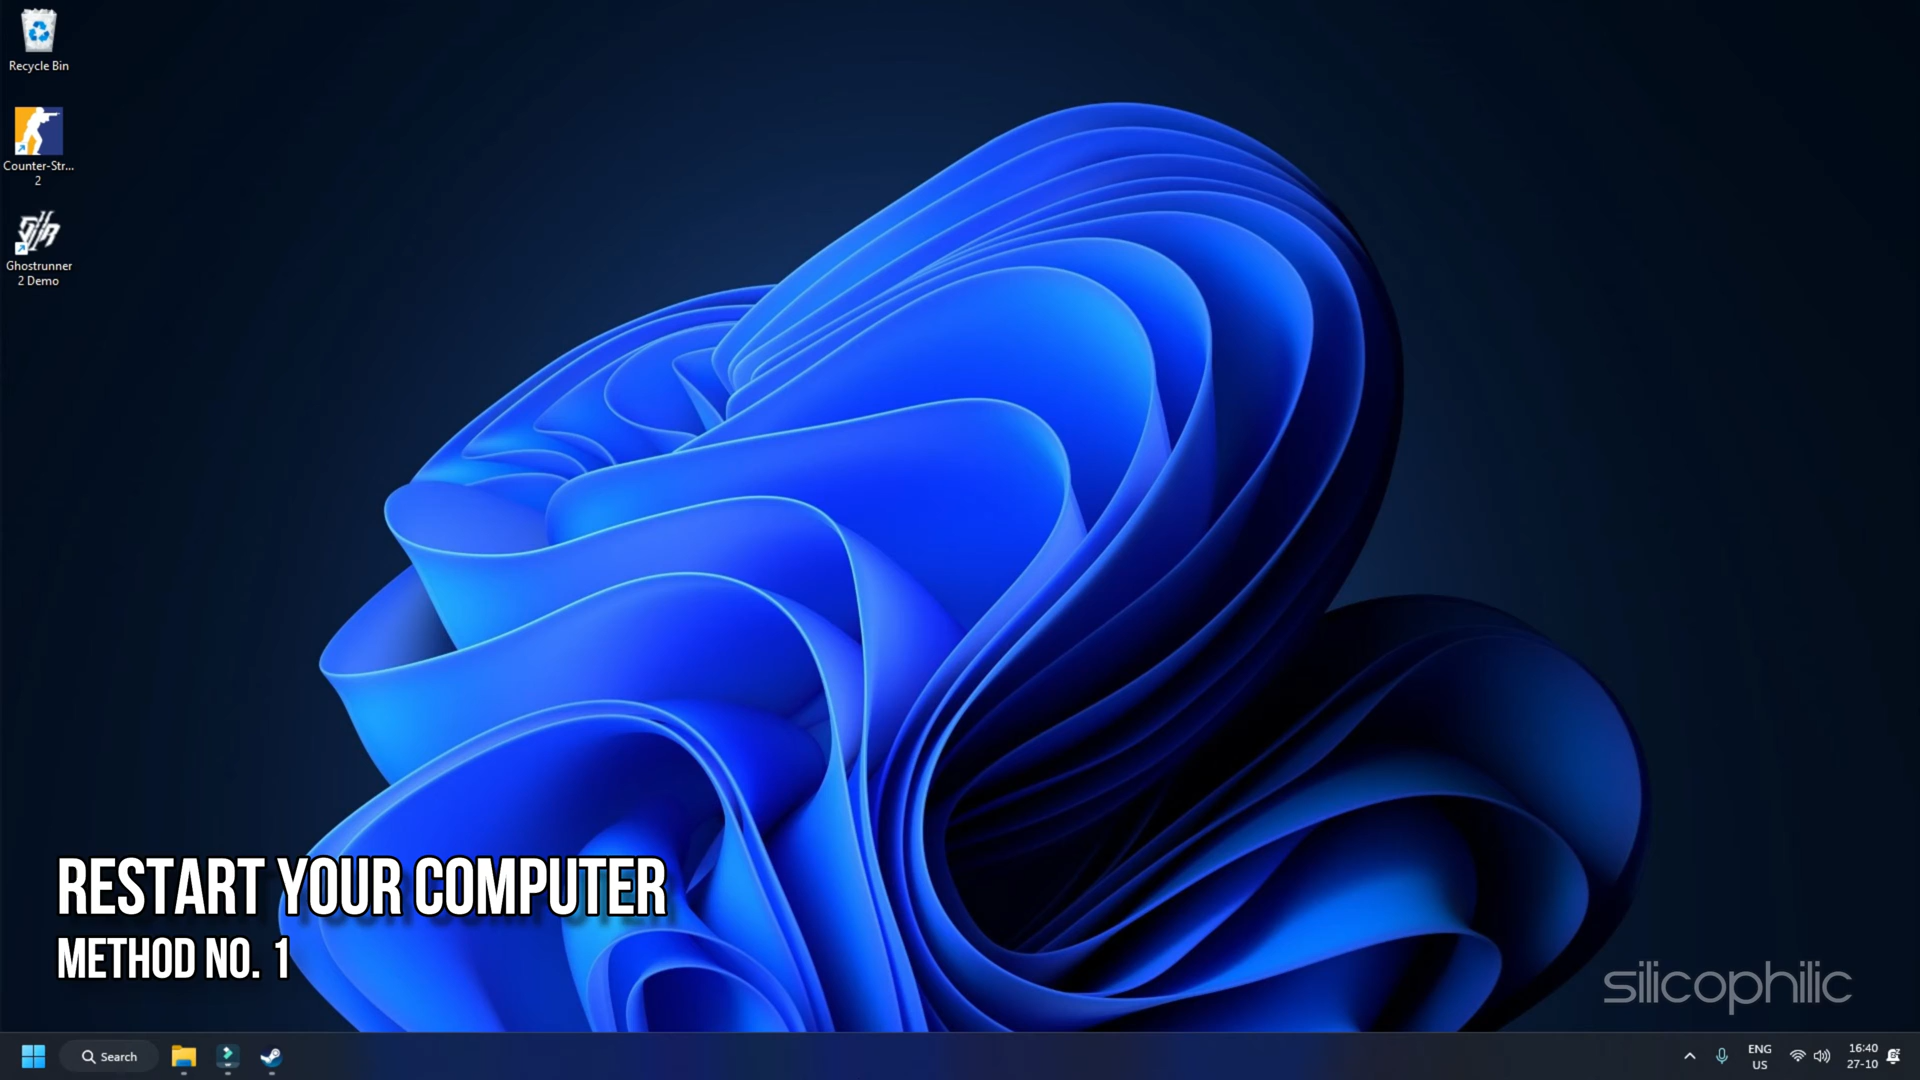 Recycle Bin
Counter-Str...
2
Ghostrunner
2 Demo
RESTART YOUR COMPUTER
METHOD NO. 1
silicophilic
Search
ENG
US
16:40
27-10